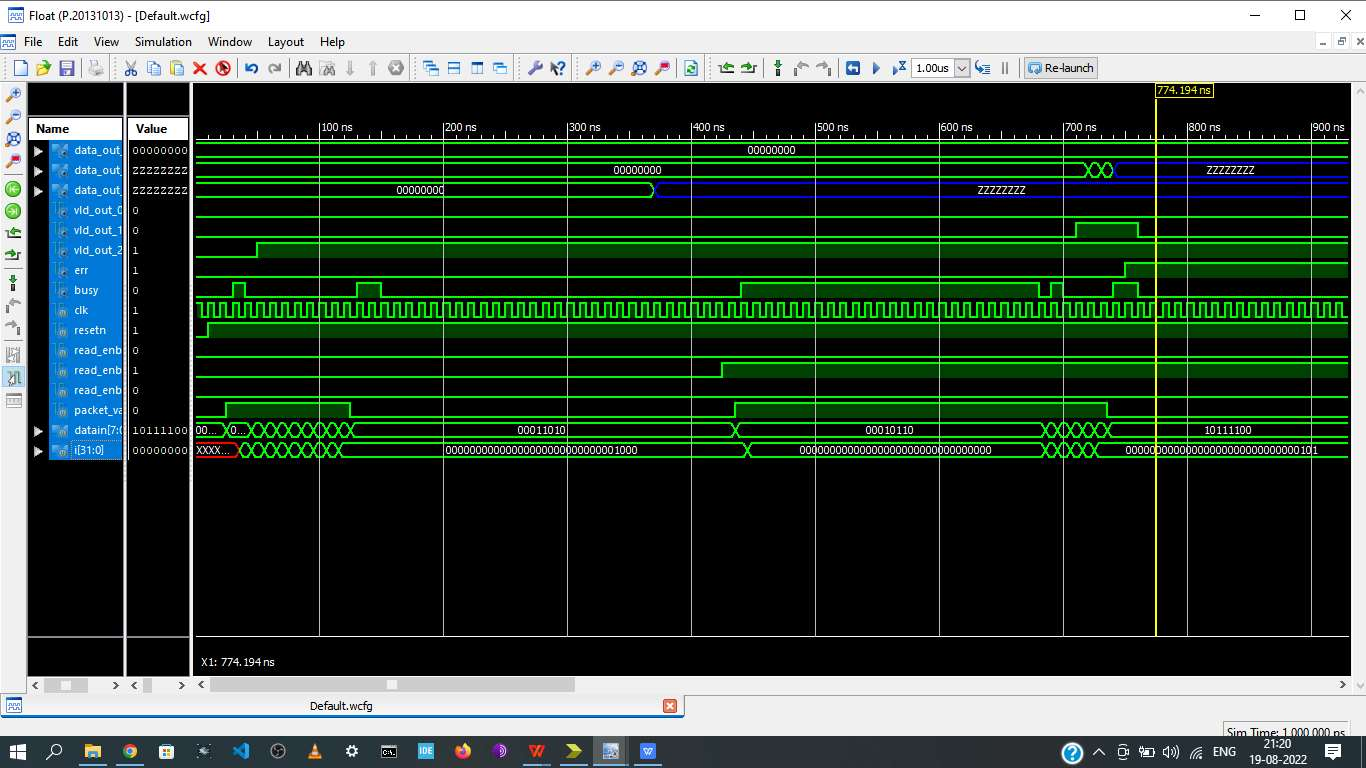 Float (P.20131013) - [Default.wcfg]
File Edit View Simulation Window Layout Help
1.00us Re-launch
774.194 ns
Name Value
100 ns 200 ns 300 ns 400 ns 500 ns 600 ns 700 ns 800 ns 900 ns
data_out_ 00000000 00000000
data_out_ ZZZZZZZZ 00000000 ZZZZZZZZ
data_out_ ZZZZZZZZ 00000000 ZZZZZZZZ
vld_out_0 0
vld_out_1 0
vld_out_2 1
err 1
busy 0
clk 1
resetn 1
read_enb 0
read_enb 1
read_enb 0
packet_va 0
datain[7:0 10111100 00... 0... 00011010 00010110 10111100
i[31:0] 00000000 XXXX... 00000000000000000000000000001000 00000000000000000000000000000000 00000000000000000000000000000101
X1: 774.194 ns
Default.wcfg
Sim Time: 1,000,000 ps
IDE ENG 21:20
19-08-2022